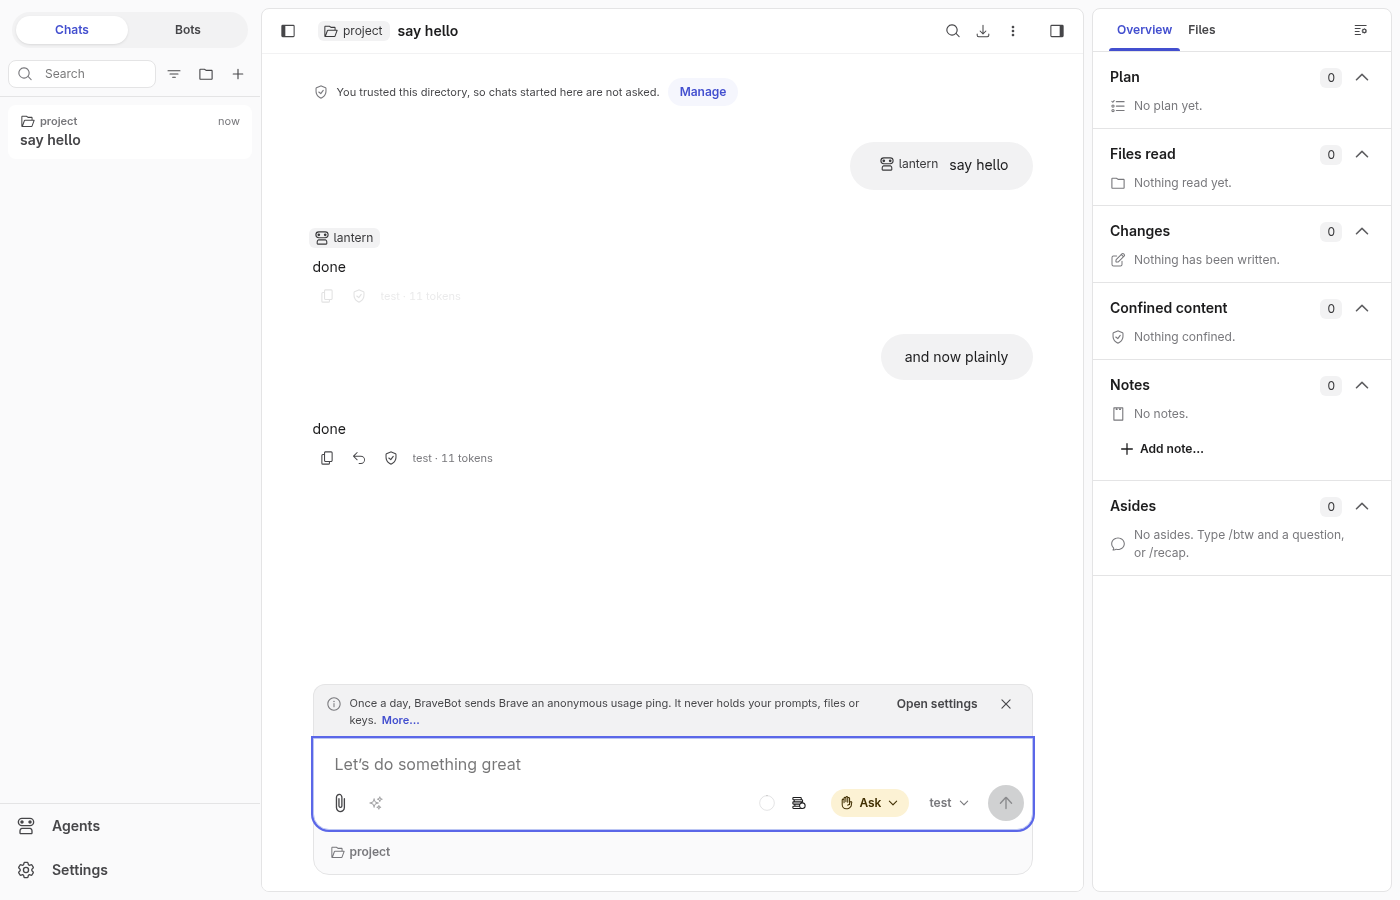 Chats
Bots
Search
project
now
say hello
Agents
Settings
project say hello
You trusted this directory, so chats started here are not asked. Manage
lantern say hello
lantern
done
test · 11 tokens
and now plainly
done
test · 11 tokens
Once a day, BraveBot sends Brave an anonymous usage ping. It never holds your prompts, files or
keys. More...
Open settings
Let's do something great
Ask
test
project
Overview
Files
Plan
0
No plan yet.
Files read
0
Nothing read yet.
Changes
0
Nothing has been written.
Confined content
0
Nothing confined.
Notes
0
No notes.
Add note...
Asides
0
No asides. Type /btw and a question,
or /recap.